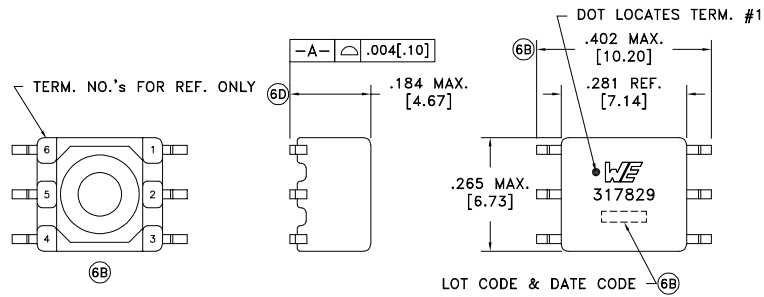 DOT LOCATES TERM. #1
6B
.402 MAX.
[10.20]
-A- ⌓ .004[.10]
TERM. NO.'s FOR REF. ONLY
6D
.184 MAX.
[4.67]
.281 REF.
[7.14]
6
1
5
2
4
3
6B
.265 MAX.
[6.73]
WE
317829
LOT CODE & DATE CODE
6B